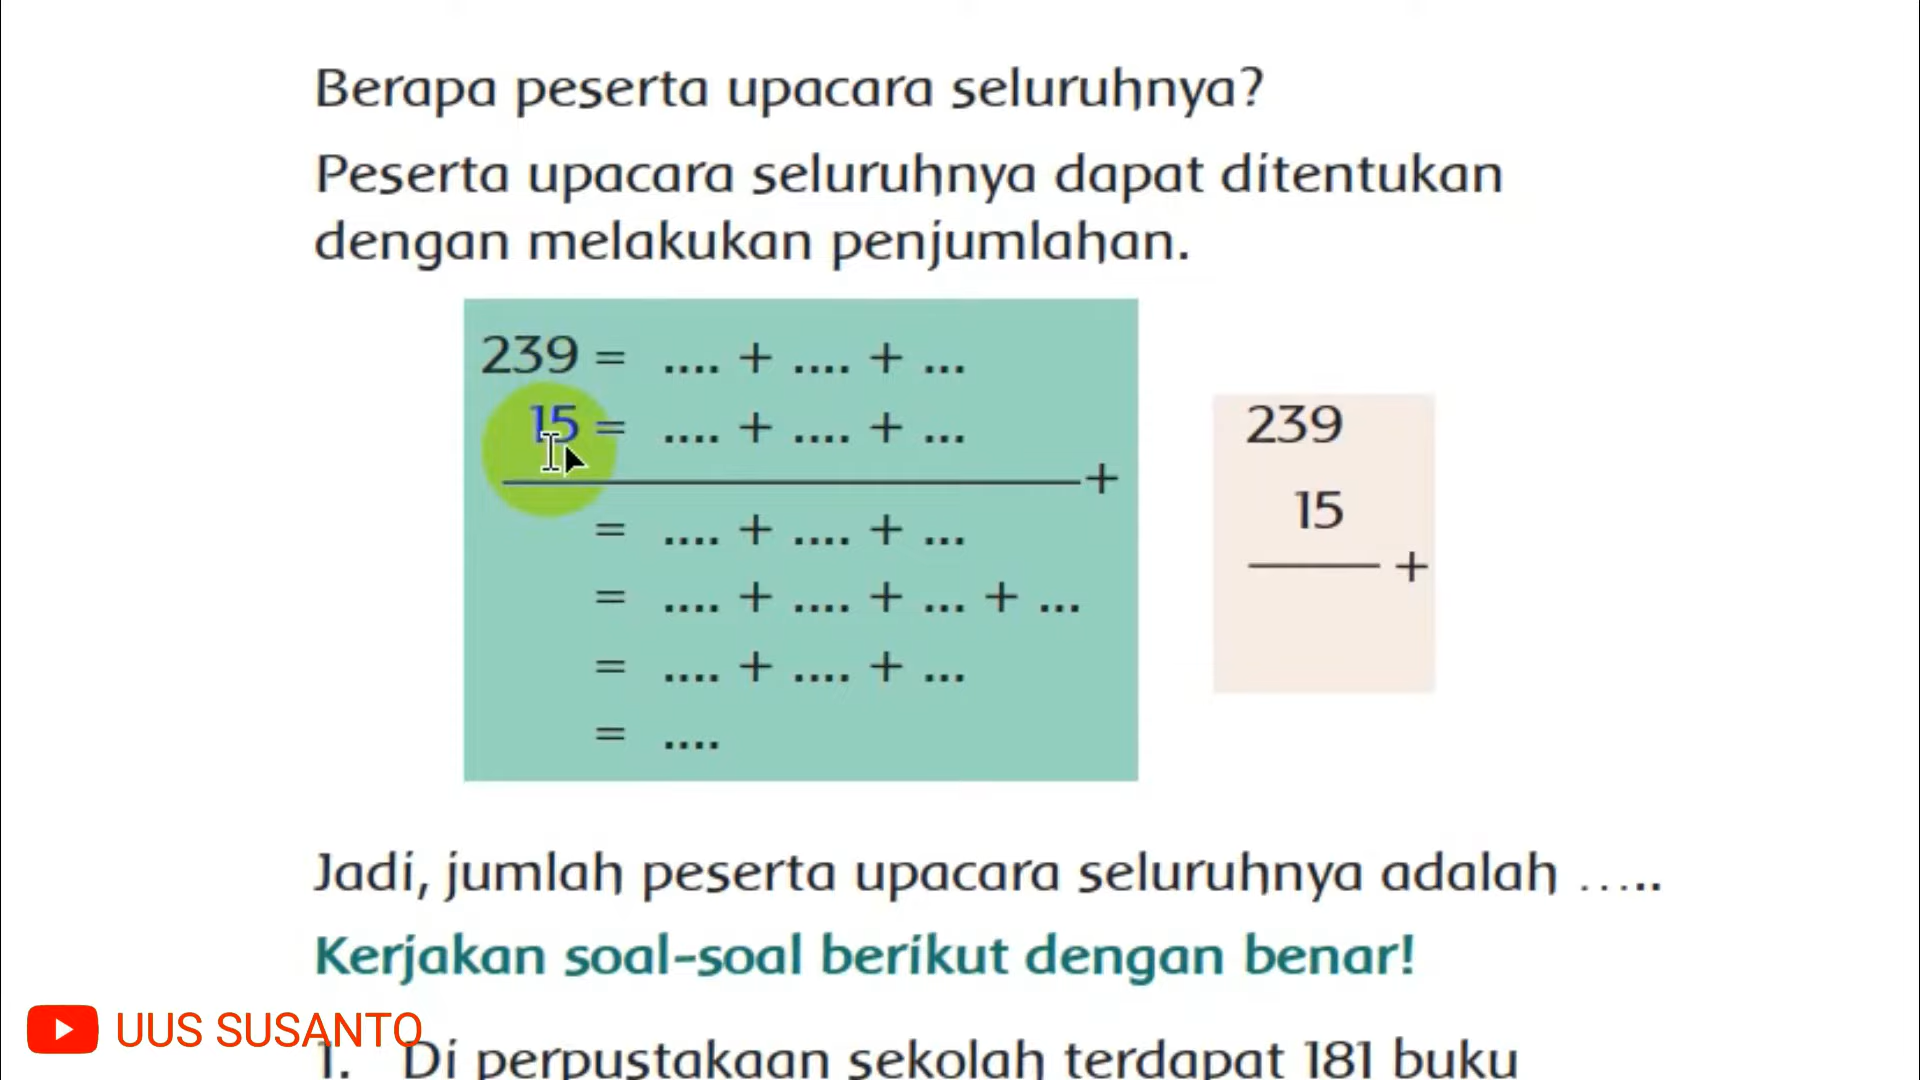 Berapa peserta upacara seluruhnya?
Peserta upacara seluruhnya dapat ditentukan
dengan melakukan penjumlahan.
239 = .... + .... + ...
15 = .... + .... + ...
+
= .... + .... + ...
= .... + .... + ... + ...
= .... + .... + ...
= ....
239
15
+
Jadi, jumlah peserta upacara seluruhnya adalah .....
Kerjakan soal-soal berikut dengan benar!
UUS SUSANTO
1. Di perpustakaan sekolah terdapat 181 buku